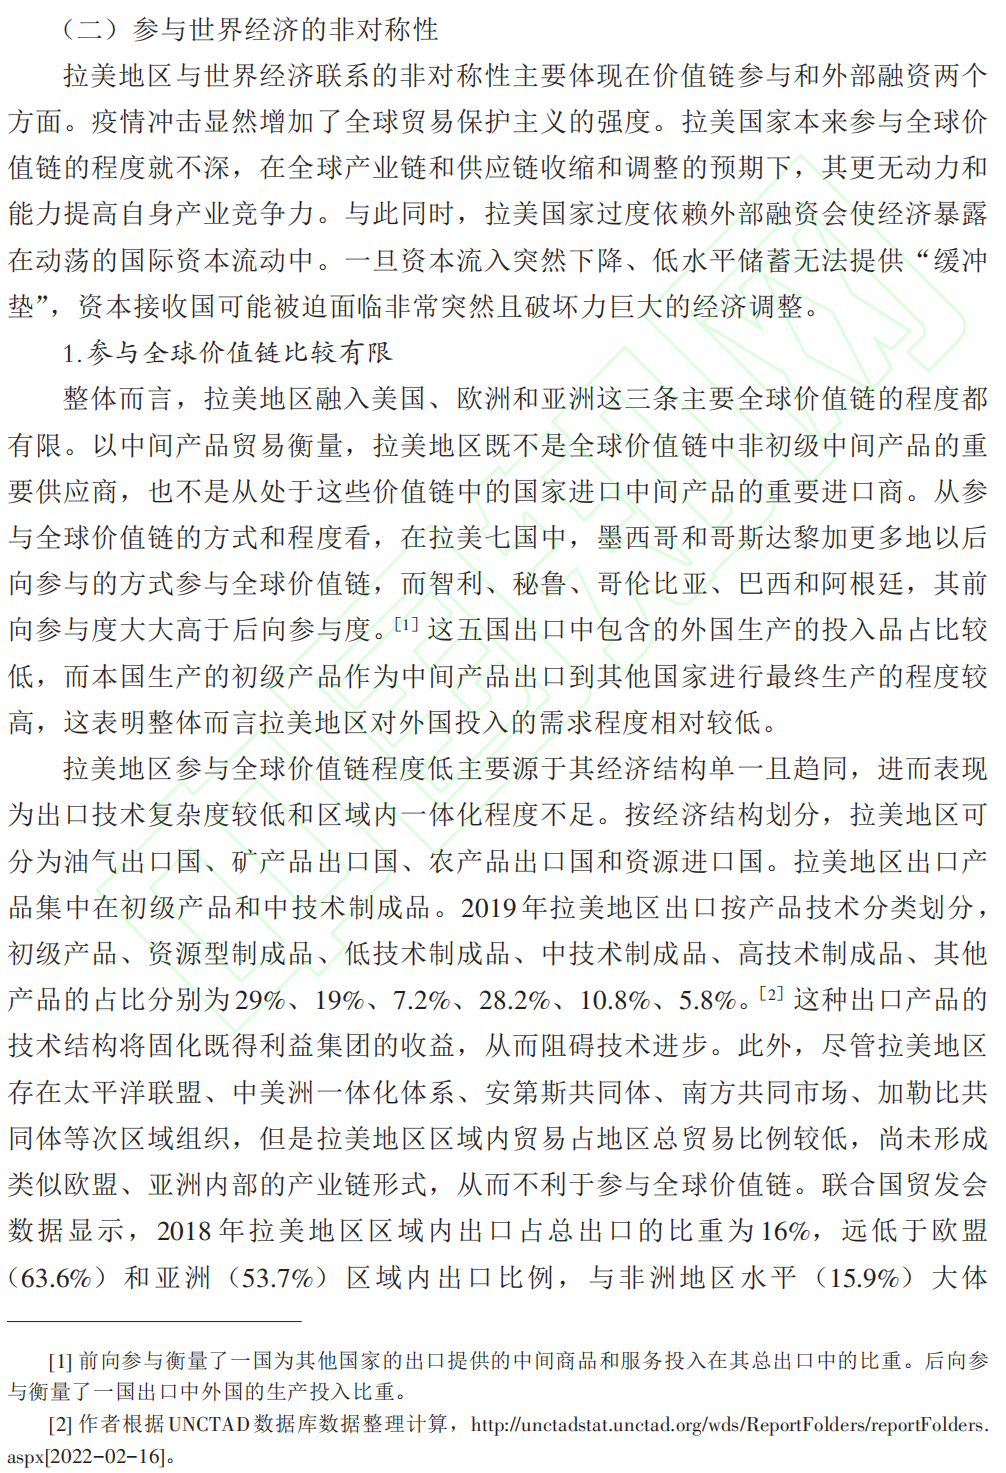 （二）参与世界经济的非对称性
拉美地区与世界经济联系的非对称性主要体现在价值链参与和外部融资两个
方面。疫情冲击显然增加了全球贸易保护主义的强度。拉美国家本来参与全球价
值链的程度就不深，在全球产业链和供应链收缩和调整的预期下，其更无动力和
能力提高自身产业竞争力。与此同时，拉美国家过度依赖外部融资会使经济暴露
在动荡的国际资本流动中。一旦资本流入突然下降、低水平储蓄无法提供“缓冲
垫”，资本接收国可能被迫面临非常突然且破坏力巨大的经济调整。
1.参与全球价值链比较有限
整体而言，拉美地区融入美国、欧洲和亚洲这三条主要全球价值链的程度都
有限。以中间产品贸易衡量，拉美地区既不是全球价值链中非初级中间产品的重
要供应商，也不是从处于这些价值链中的国家进口中间产品的重要进口商。从参
与全球价值链的方式和程度看，在拉美七国中，墨西哥和哥斯达黎加更多地以后
向参与的方式参与全球价值链，而智利、秘鲁、哥伦比亚、巴西和阿根廷，其前
向参与度大大高于后向参与度。[1] 这五国出口中包含的外国生产的投入品占比较
低，而本国生产的初级产品作为中间产品出口到其他国家进行最终生产的程度较
高，这表明整体而言拉美地区对外国投入的需求程度相对较低。
拉美地区参与全球价值链程度低主要源于其经济结构单一且趋同，进而表现
为出口技术复杂度较低和区域内一体化程度不足。按经济结构划分，拉美地区可
分为油气出口国、矿产品出口国、农产品出口国和资源进口国。拉美地区出口产
品集中在初级产品和中技术制成品。2019年拉美地区出口按产品技术分类划分，
初级产品、资源型制成品、低技术制成品、中技术制成品、高技术制成品、其他
产品的占比分别为29%、19%、7.2%、28.2%、10.8%、5.8%。[2] 这种出口产品的
技术结构将固化既得利益集团的收益，从而阻碍技术进步。此外，尽管拉美地区
存在太平洋联盟、中美洲一体化体系、安第斯共同体、南方共同市场、加勒比共
同体等次区域组织，但是拉美地区区域内贸易占地区总贸易比例较低，尚未形成
类似欧盟、亚洲内部的产业链形式，从而不利于参与全球价值链。联合国贸发会
数据显示，2018年拉美地区区域内出口占总出口的比重为16%，远低于欧盟
（63.6%）和亚洲（53.7%）区域内出口比例，与非洲地区水平（15.9%）大体
[1] 前向参与衡量了一国为其他国家的出口提供的中间商品和服务投入在其总出口中的比重。后向参
与衡量了一国出口中外国的生产投入比重。
[2] 作者根据UNCTAD数据库数据整理计算，http://unctadstat.unctad.org/wds/ReportFolders/reportFolders.
aspx[2022-02-16]。
中国知网